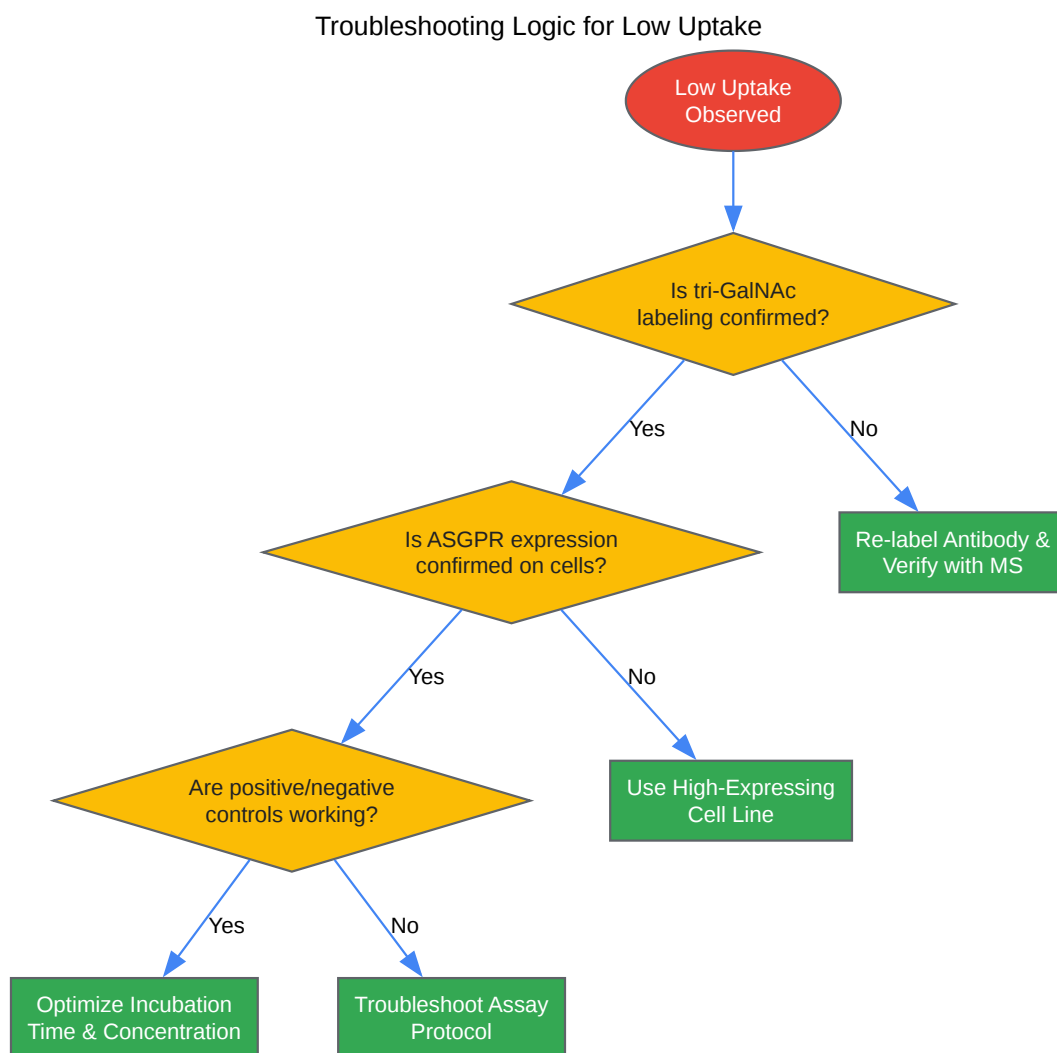 Troubleshooting Logic for Low Uptake
Low Uptake
Observed
Is tri-GalNAc
labeling confirmed?
Yes
No
Is ASGPR expression
confirmed on cells?
Re-label Antibody &
Verify with MS
Yes
No
Are positive/negative
controls working?
Use High-Expressing
Cell Line
Yes
No
Optimize Incubation
Time & Concentration
Troubleshoot Assay
Protocol